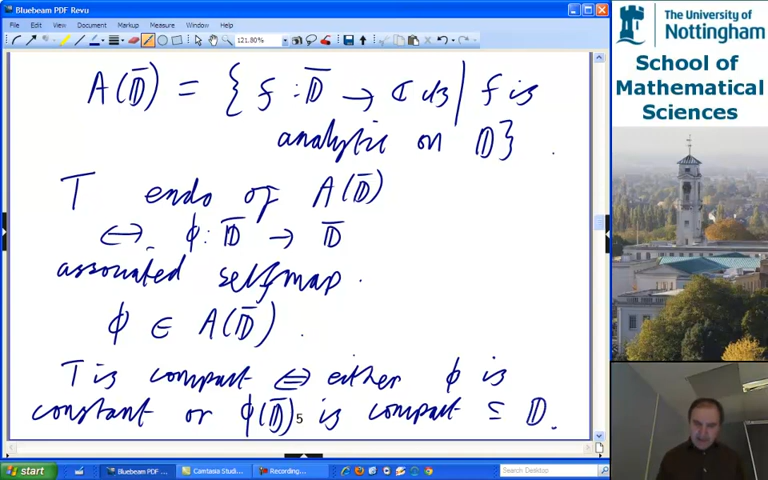 Bluebeam PDF Revu
File Edit View Document Markup Measure Window Help
121.80%
The University of
Nottingham
School of
Mathematical
Sciences
A(𝔻̄) = { f : 𝔻̄ → ℂ cts | f is
analytic on 𝔻 } .
T endo of A(𝔻̄)
⟺ φ : 𝔻̄ → 𝔻̄
associated selfmap .
φ ∈ A(𝔻̄) .
T is compact ⟺ either φ is
constant or φ(𝔻̄) is compact ⊆ 𝔻 .
5
start
Bluebeam PDF Revu ...
Camtasia Studi...
Recording...
Search Desktop